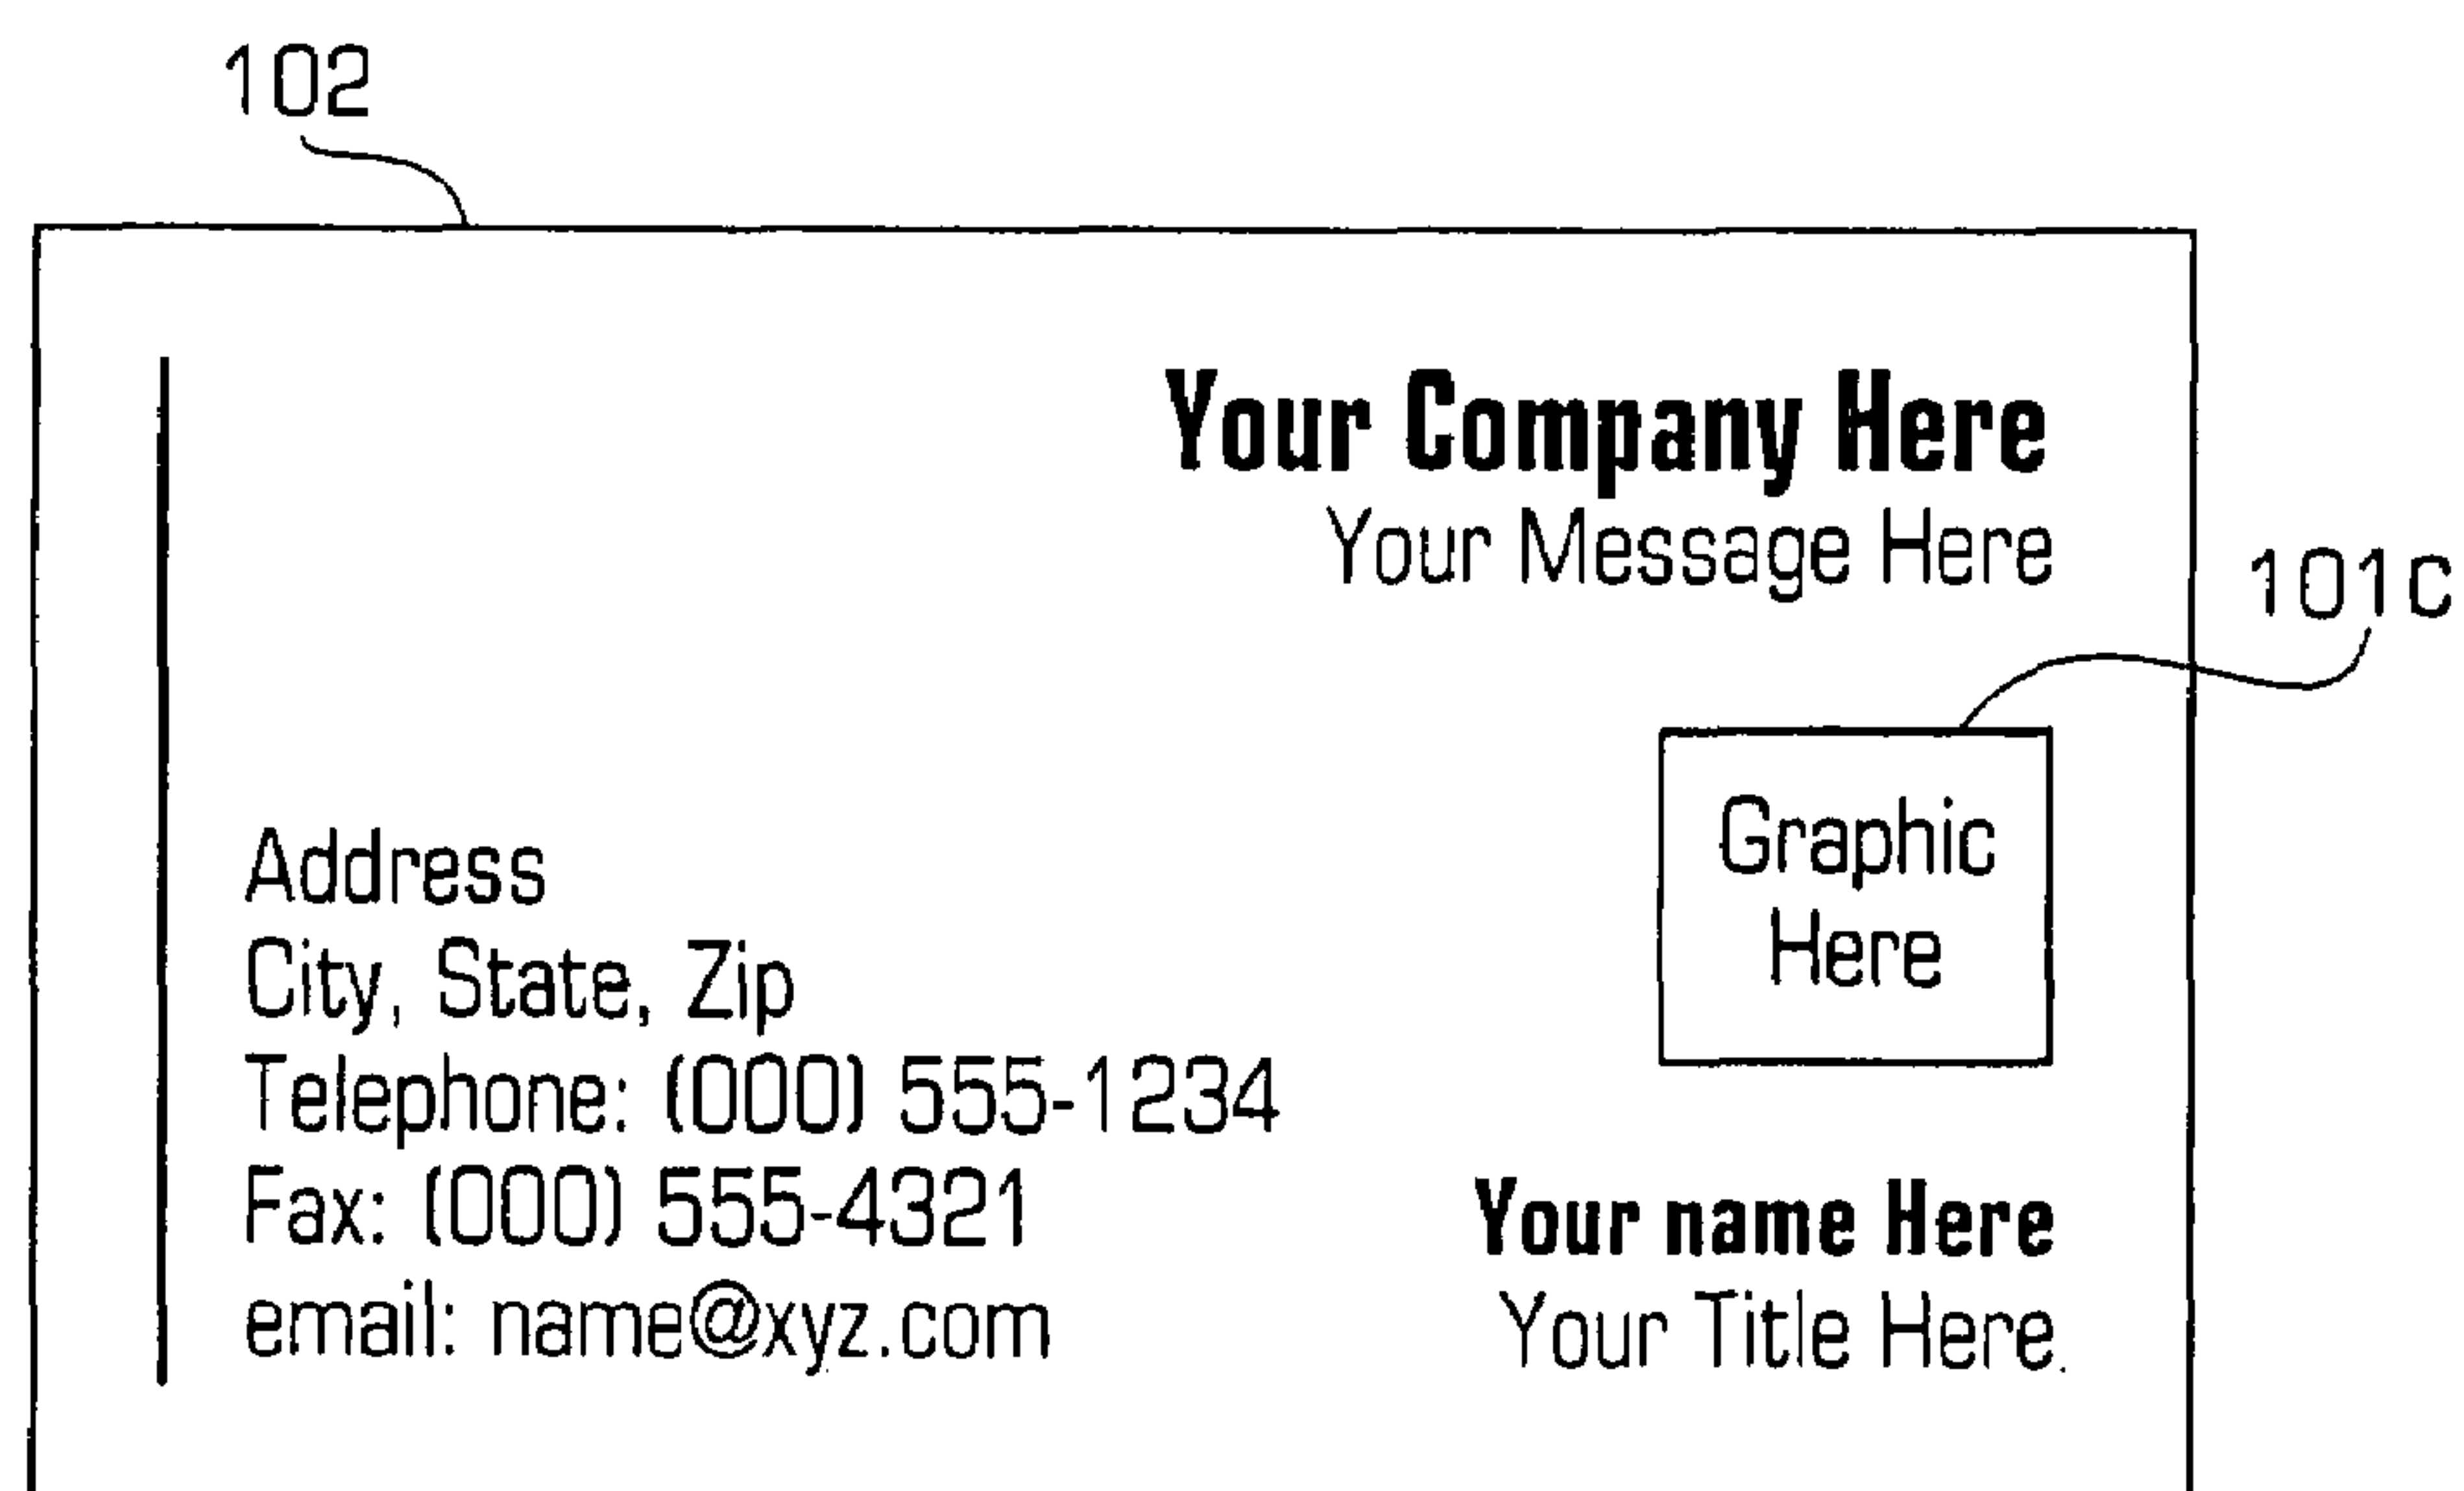 102
Your Company Here
Your Message Here
101c
Graphic
Here
Address
City, State, Zip
Telephone: (000) 555-1234
Fax: (000) 555-4321
email: name@xyz.com
Your name Here
Your Title Here